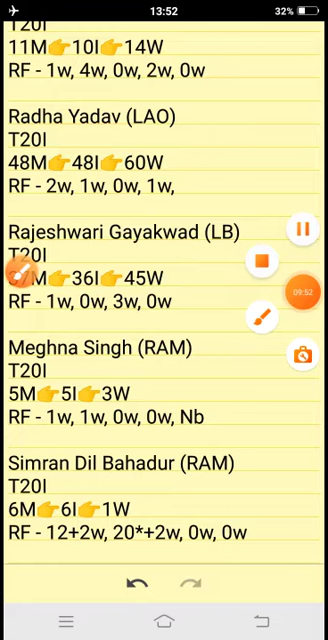 13:52
32%
T20I
11M👉10I👉14W
RF - 1w, 4w, 0w, 2w, 0w
Radha Yadav (LAO)
T20I
48M👉48I👉60W
RF - 2w, 1w, 0w, 1w,
Rajeshwari Gayakwad (LB)
T20I
37M👉36I👉45W
RF - 1w, 0w, 3w, 0w
09:52
Meghna Singh (RAM)
T20I
5M👉5I👉3W
RF - 1w, 1w, 0w, 0w, Nb
Simran Dil Bahadur (RAM)
T20I
6M👉6I👉1W
RF - 12+2w, 20*+2w, 0w, 0w